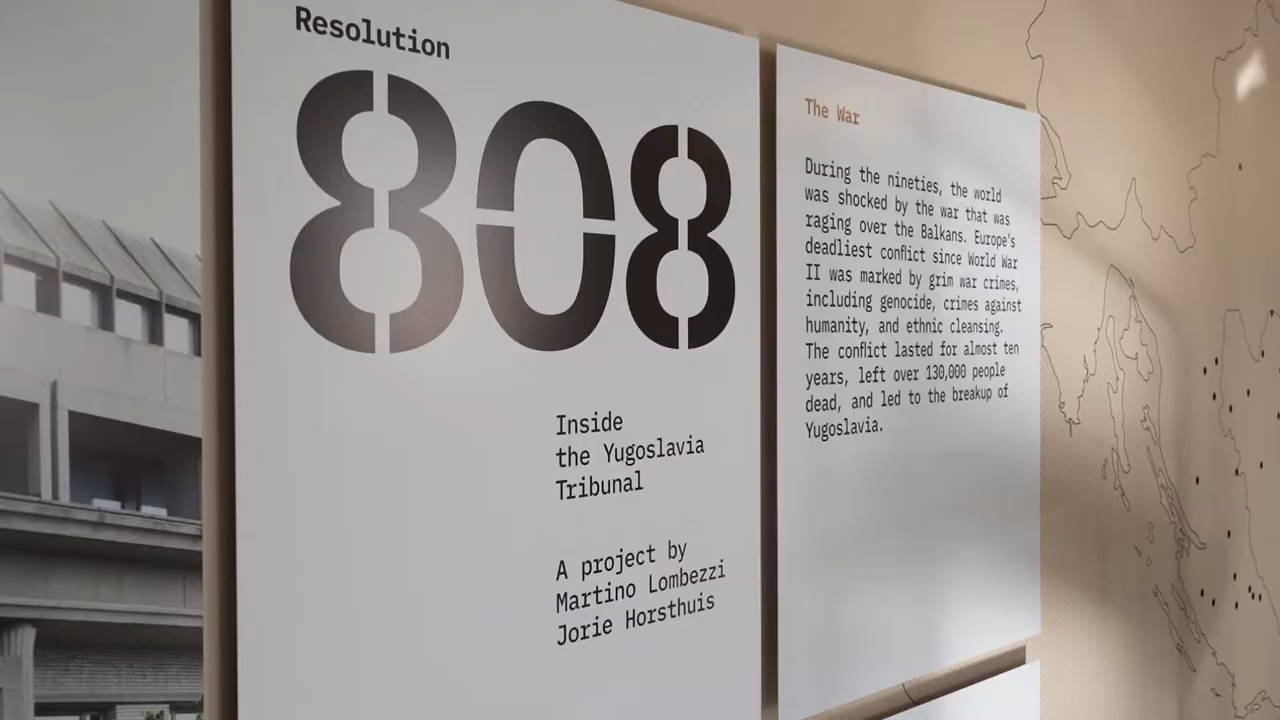 Resolution
808
Inside
the Yugoslavia
Tribunal
A project by
Martino Lombezzi
Jorie Horsthuis
The War
During the nineties, the world
was shocked by the war that was
raging over the Balkans. Europe's
deadliest conflict since World War
II was marked by grim war crimes,
including genocide, crimes against
humanity, and ethnic cleansing.
The conflict lasted for almost ten
years, left over 130,000 people
dead, and led to the breakup of
Yugoslavia.